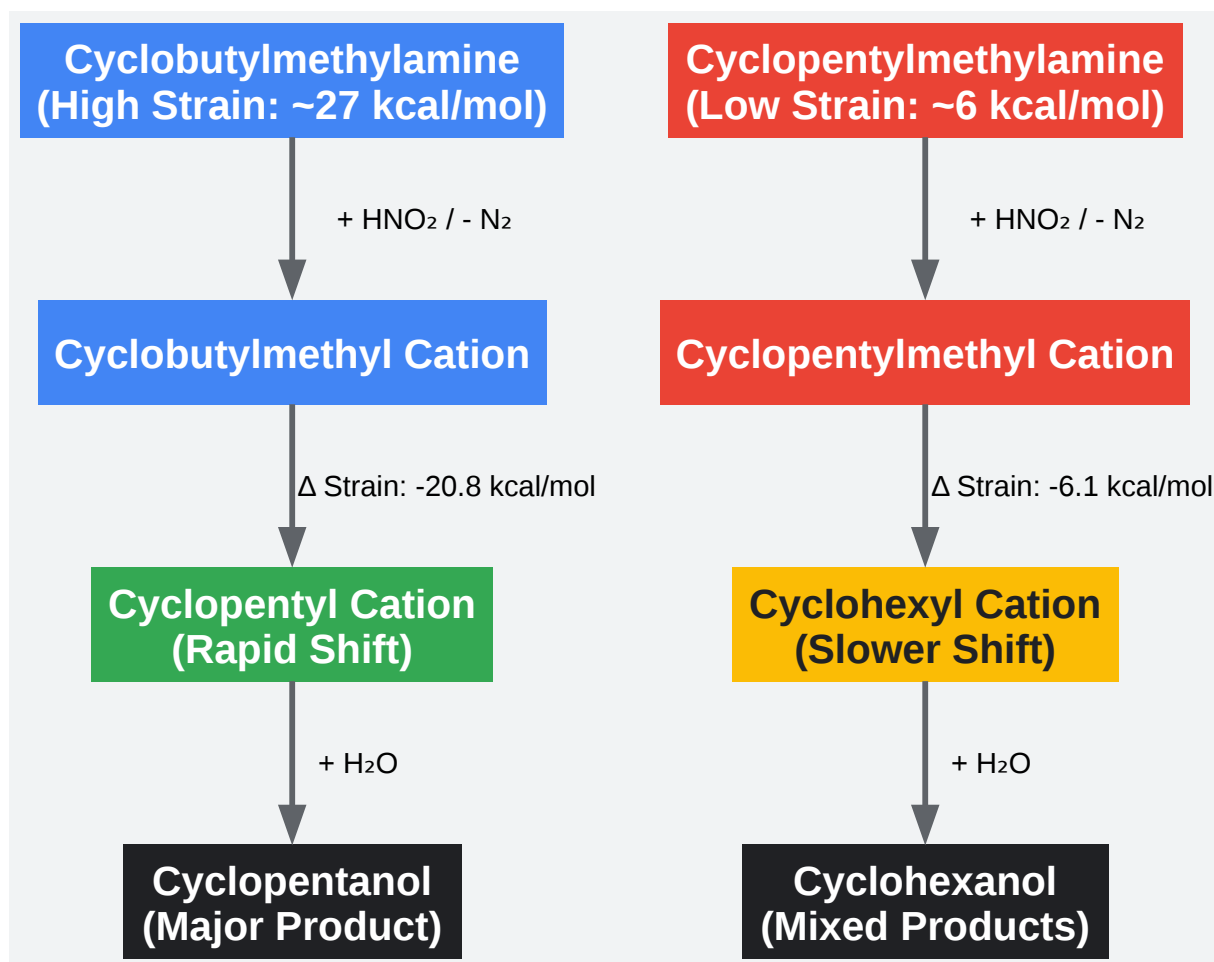 Cyclobutylmethylamine
(High Strain: ~27 kcal/mol)
+ HNO₂ / - N₂
Cyclobutylmethyl Cation
Δ Strain: -20.8 kcal/mol
Cyclopentyl Cation
(Rapid Shift)
+ H₂O
Cyclopentanol
(Major Product)
Cyclopentylmethylamine
(Low Strain: ~6 kcal/mol)
+ HNO₂ / - N₂
Cyclopentylmethyl Cation
Δ Strain: -6.1 kcal/mol
Cyclohexyl Cation
(Slower Shift)
+ H₂O
Cyclohexanol
(Mixed Products)